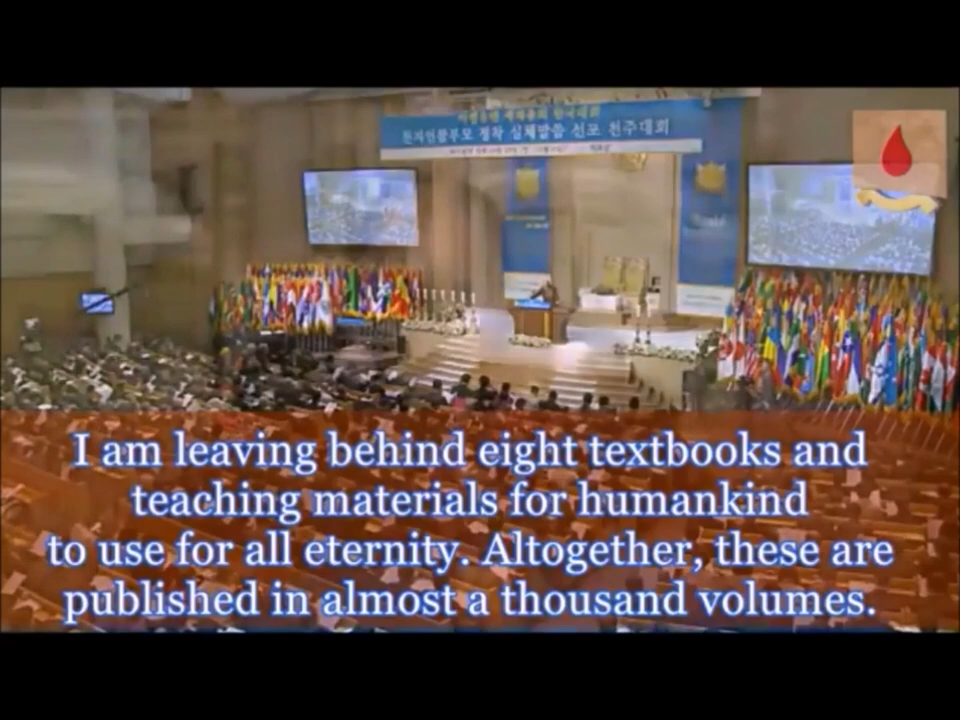 천지인참부모 정착 실체말씀 선포 천주대회
I am leaving behind eight textbooks and
teaching materials for humankind
to use for all eternity. Altogether, these are
published in almost a thousand volumes.